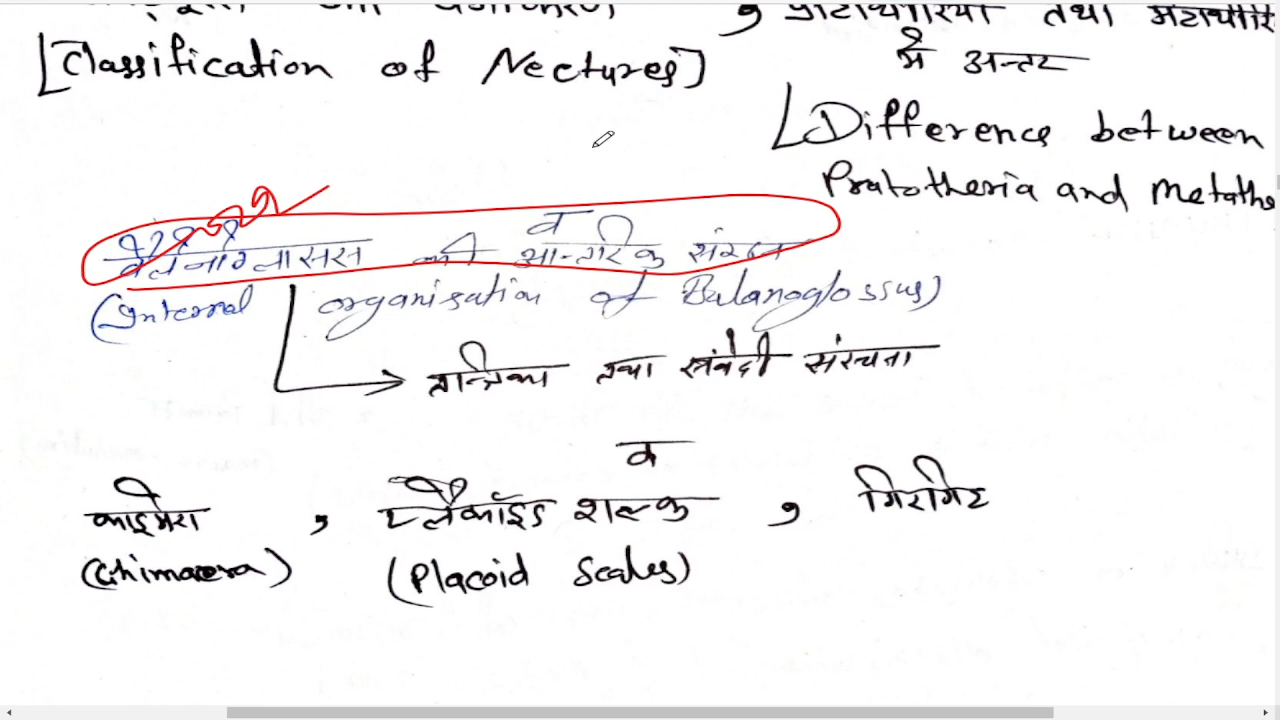 , प्रोटोथीरिया तथा मेटाथीरि
[Classification of Nectures]
में अन्तर
[Difference between
Prototheria and Metathe
व
बैलेनोग्लोसस की आन्तरिक संरचना
(Internal organisation of Balanoglossus)
तन्त्रिका तथा संवेदी संरचना
व
काइमेरा , प्लैकॉइड शल्क , गिरगिट
(Chimaera) (Placoid Scales)